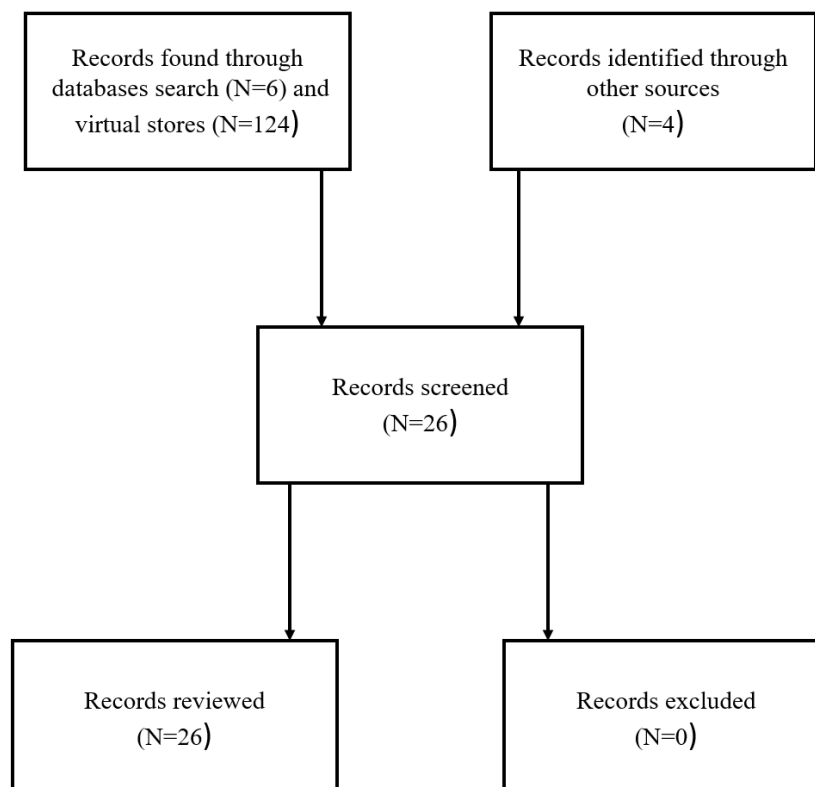 Records found through
databases search (N=6) and
virtual stores (N=124)
Records identified through
other sources
(N=4)
Records screened
(N=26)
Records reviewed
(N=26)
Records excluded
(N=0)